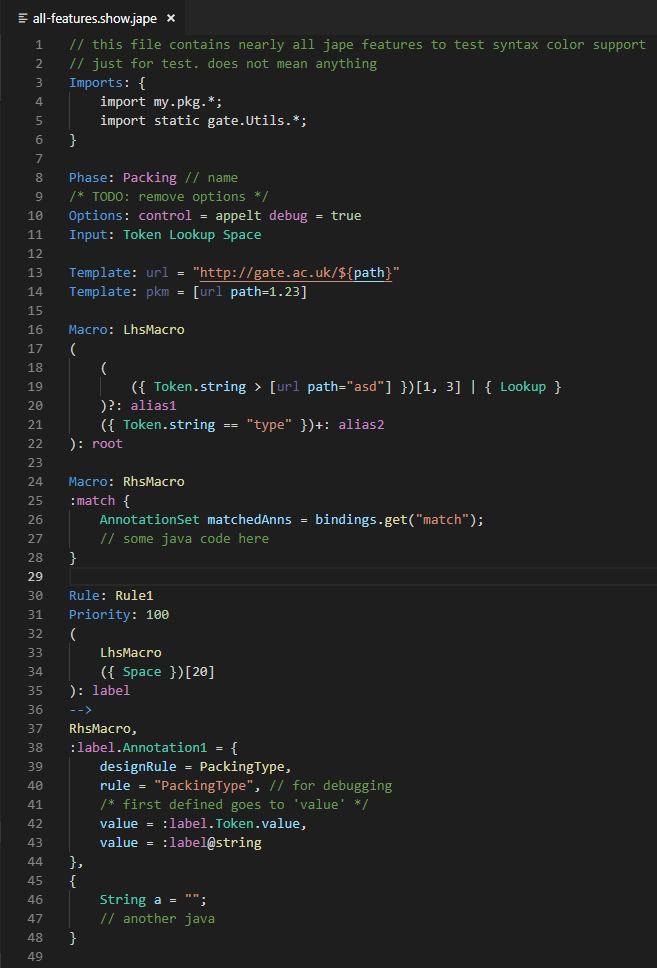 all-features.show.jape ×
1 // this file contains nearly all jape features to test syntax color support
2 // just for test. does not mean anything
3 Imports: {
4     import my.pkg.*;
5     import static gate.Utils.*;
6 }
7
8 Phase: Packing // name
9 /* TODO: remove options */
10 Options: control = appelt debug = true
11 Input: Token Lookup Space
12
13 Template: url = "http://gate.ac.uk/${path}"
14 Template: pkm = [url path=1.23]
15
16 Macro: LhsMacro
17 (
18     (
19         ({ Token.string > [url path="asd"] })[1, 3] | { Lookup }
20     )?: alias1
21     ({ Token.string == "type" })+: alias2
22 ): root
23
24 Macro: RhsMacro
25 :match {
26     AnnotationSet matchedAnns = bindings.get("match");
27     // some java code here
28 }
29
30 Rule: Rule1
31 Priority: 100
32 (
33     LhsMacro
34     ({ Space })[20]
35 ): label
36 -->
37 RhsMacro,
38 :label.Annotation1 = {
39     designRule = PackingType,
40     rule = "PackingType", // for debugging
41     /* first defined goes to 'value' */
42     value = :label.Token.value,
43     value = :label@string
44 },
45 {
46     String a = "";
47     // another java
48 }
49